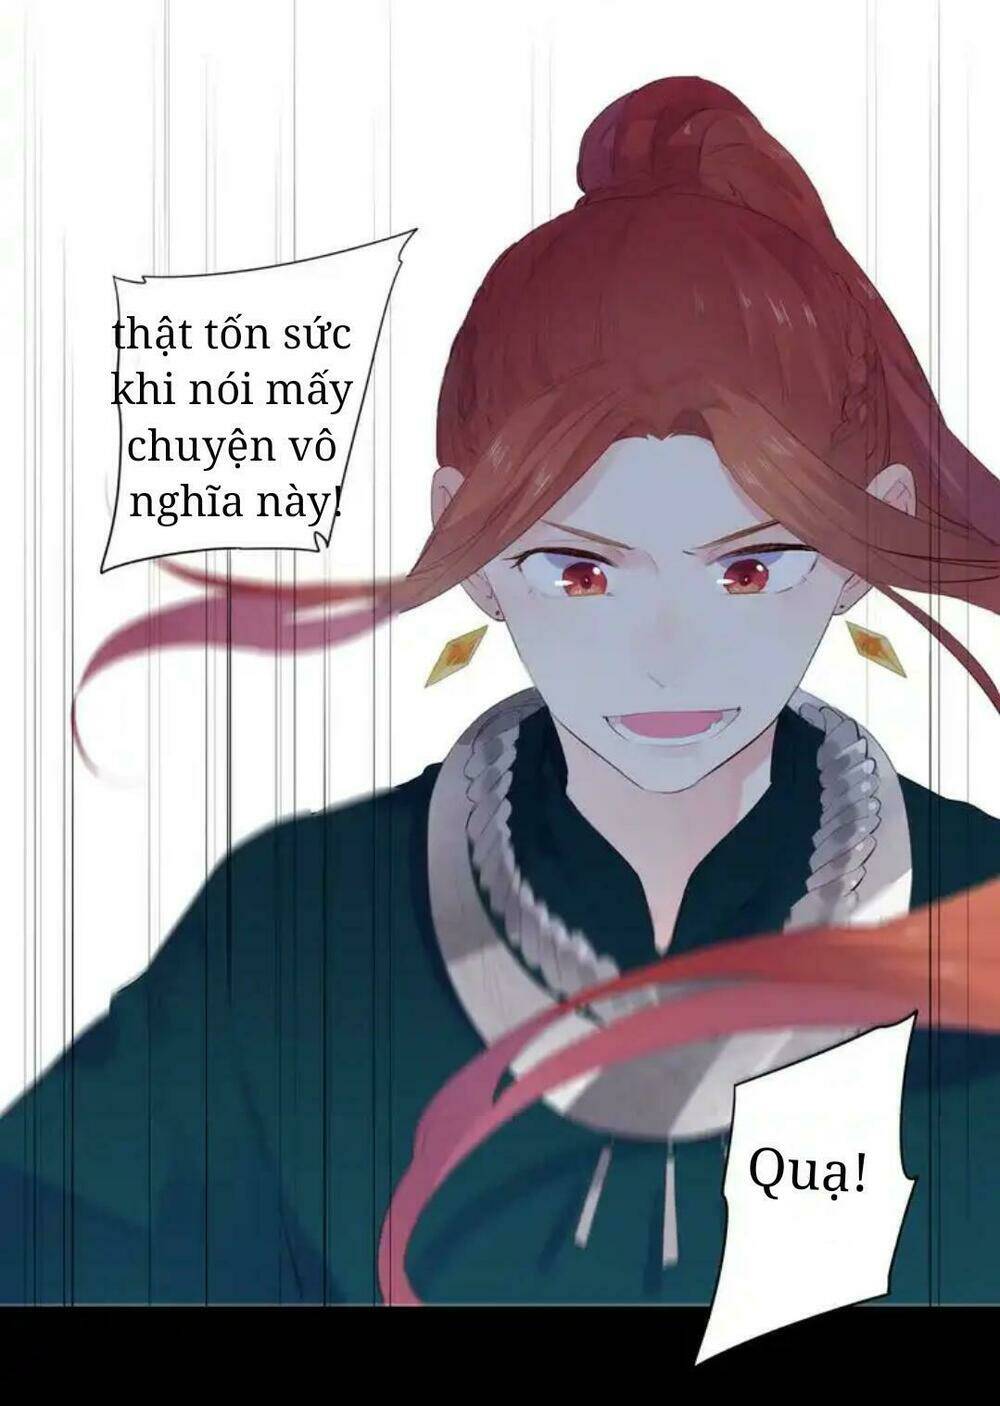 thật tốn sức
khi nói mấy
chuyện vô
nghĩa này!
Quạ!